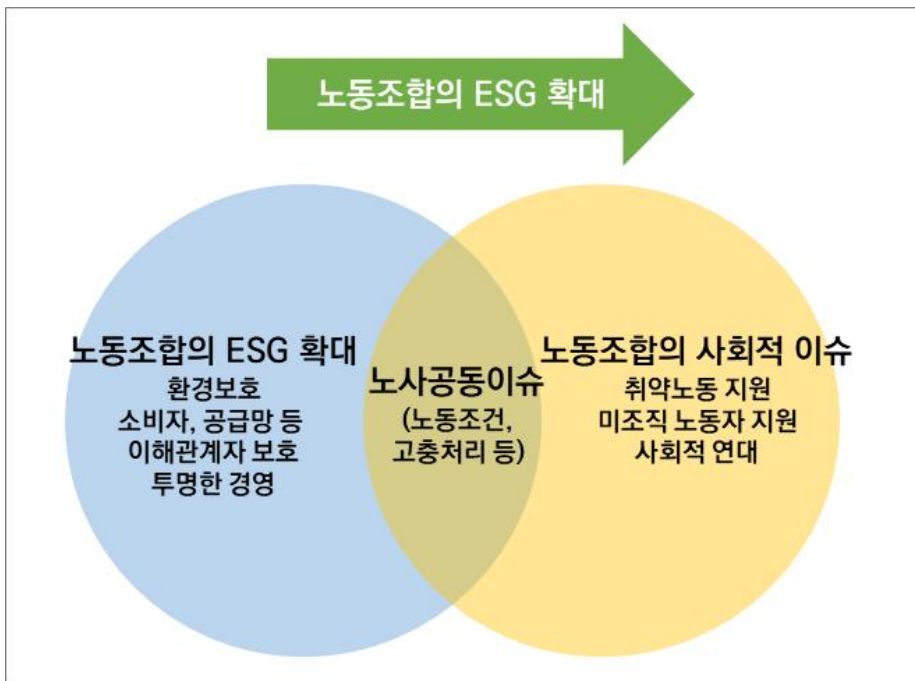 노동조합의 ESG 확대
노동조합의 ESG 확대
환경보호
소비자, 공급망 등
이해관계자 보호
투명한 경영
노사공동이슈
(노동조건,
고충처리 등)
노동조합의 사회적 이슈
취약노동 지원
미조직 노동자 지원
사회적 연대